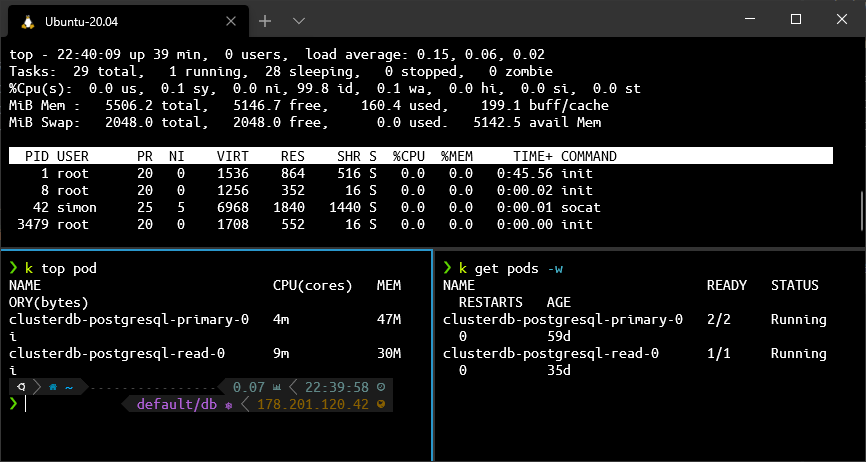 Ubuntu-20.04
top - 22:40:09 up 39 min,  0 users,  load average: 0.15, 0.06, 0.02
Tasks:  29 total,   1 running,  28 sleeping,   0 stopped,   0 zombie
%Cpu(s):  0.0 us,  0.1 sy,  0.0 ni, 99.8 id,  0.1 wa,  0.0 hi,  0.0 si,  0.0 st
MiB Mem :   5506.2 total,   5146.7 free,    160.4 used,    199.1 buff/cache
MiB Swap:   2048.0 total,   2048.0 free,      0.0 used.   5142.5 avail Mem
PID USER      PR  NI    VIRT    RES    SHR S  %CPU  %MEM     TIME+ COMMAND
1 root      20   0    1536    864    516 S   0.0   0.0   0:45.56 init
8 root      20   0    1256    352     16 S   0.0   0.0   0:00.02 init
42 simon     25   5    6968   1840   1440 S   0.0   0.0   0:00.01 socat
3479 root      20   0    1708    552     16 S   0.0   0.0   0:00.00 init
❯ k top pod
NAME                             CPU(cores)   MEM
ORY(bytes)
clusterdb-postgresql-primary-0   4m           47M
i
clusterdb-postgresql-read-0      9m           30M
i
~ ---------------- 0.07 22:39:58
❯ default/db 178.201.120.42
❯ k get pods -w
NAME                             READY   STATUS
RESTARTS   AGE
clusterdb-postgresql-primary-0   2/2     Running
0          59d
clusterdb-postgresql-read-0      1/1     Running
0          35d